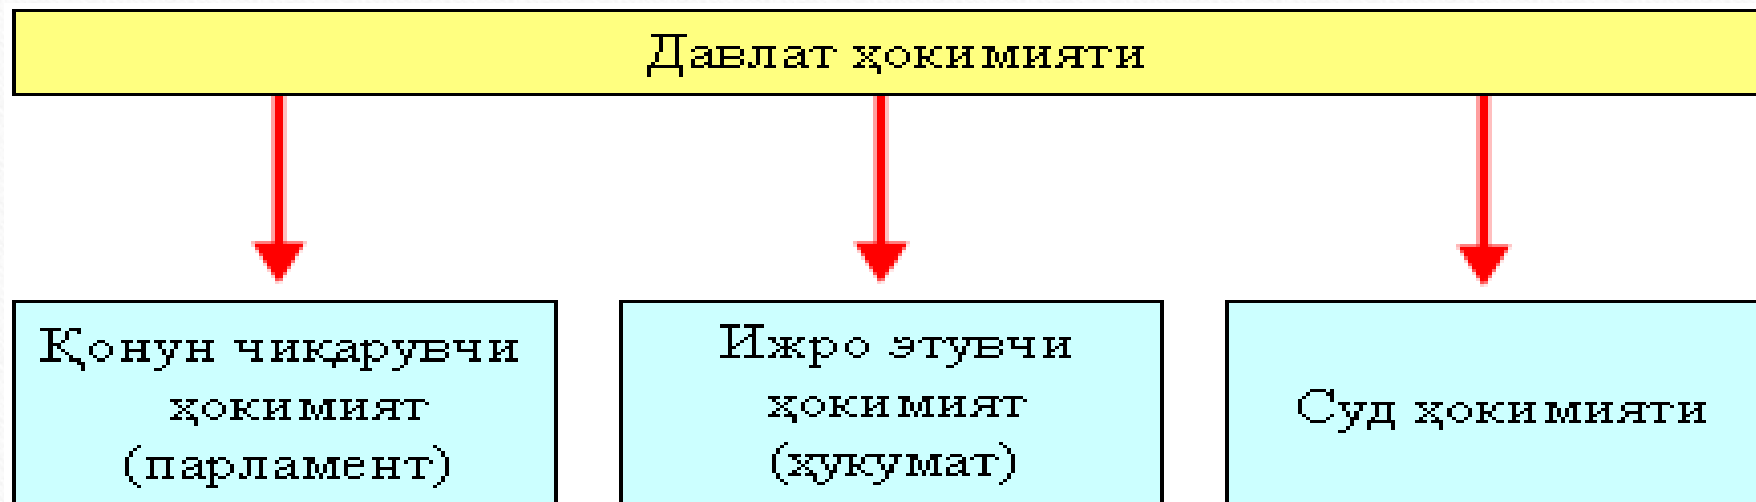 Давлат ҳокимияти
Қонун чиқарувчи
ҳокимият
(парламент)
Ижро этувчи
ҳокимият
(ҳукумат)
Суд ҳокимияти